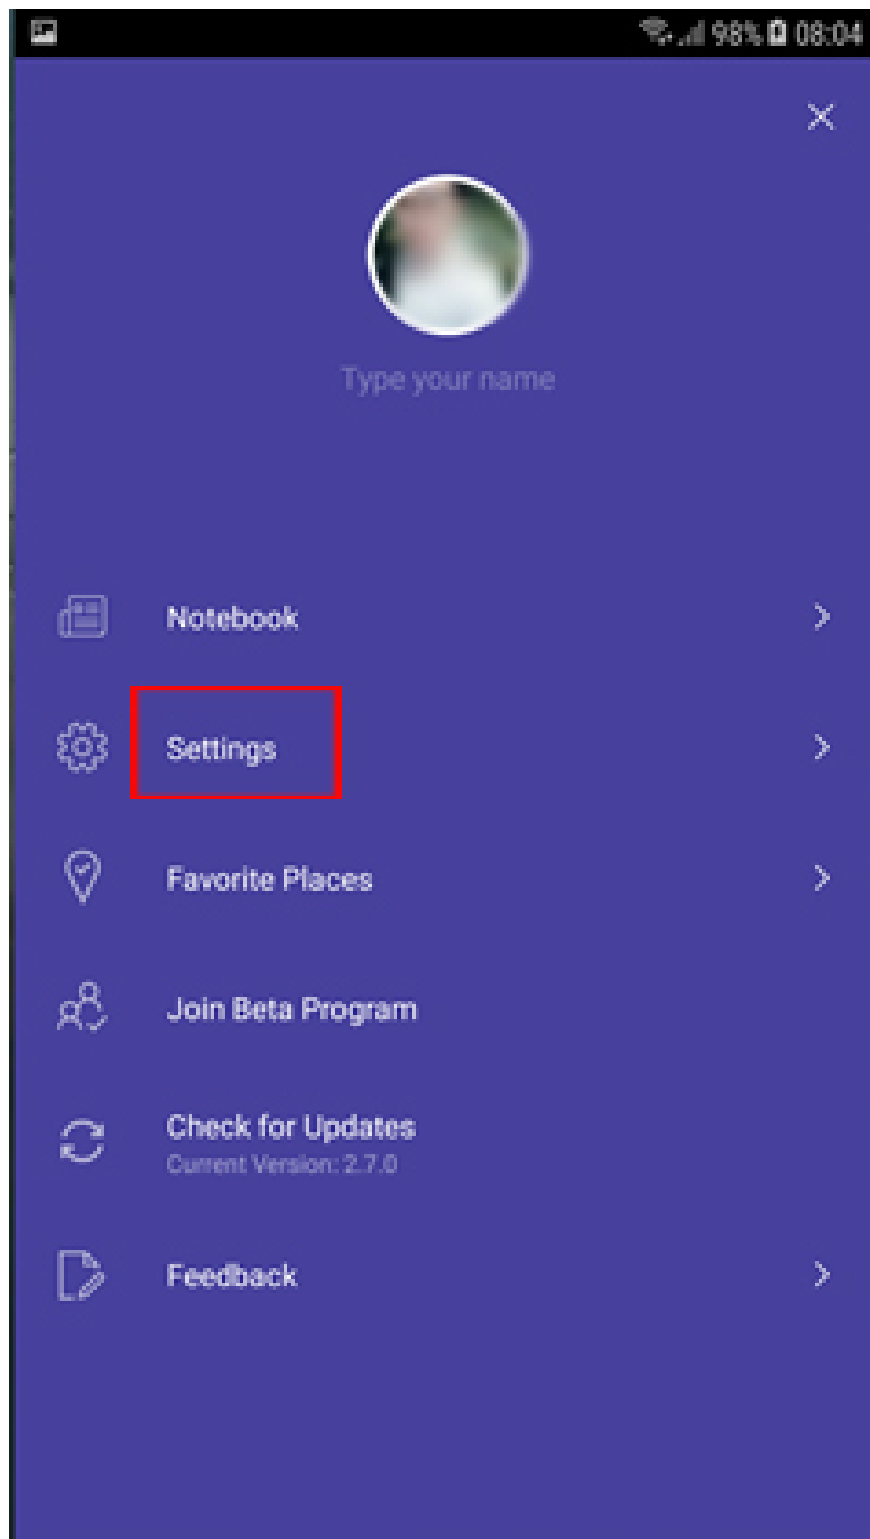 98% 08:04
Type your name
Notebook
Settings
Favorite Places
Join Beta Program
Check for Updates
Current Version: 2.7.0
Feedback